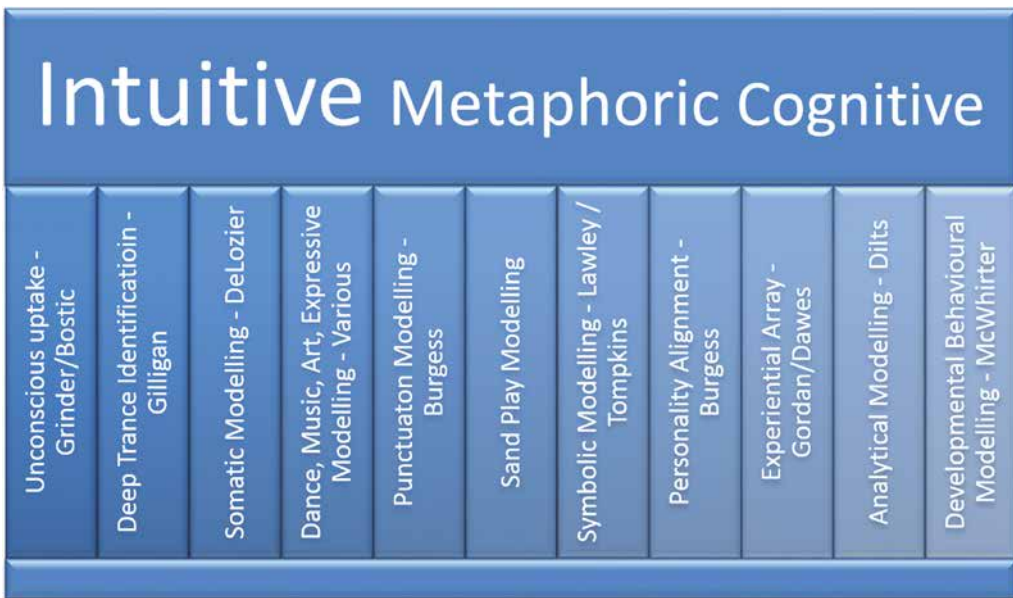 Intuitive Metaphoric Cognitive
Unconscious uptake -
Grinder/Bostic
Deep Trance Identificatioin -
Gilligan
Somatic Modelling - DeLozier
Dance, Music, Art, Expressive
Modelling - Various
Punctuaton Modelling -
Burgess
Sand Play Modelling
Symbolic Modelling - Lawley /
Tompkins
Personality Alignment -
Burgess
Experiential Array -
Gordan/Dawes
Analytical Modelling - Dilts
Developmental Behavioural
Modelling - McWhirter